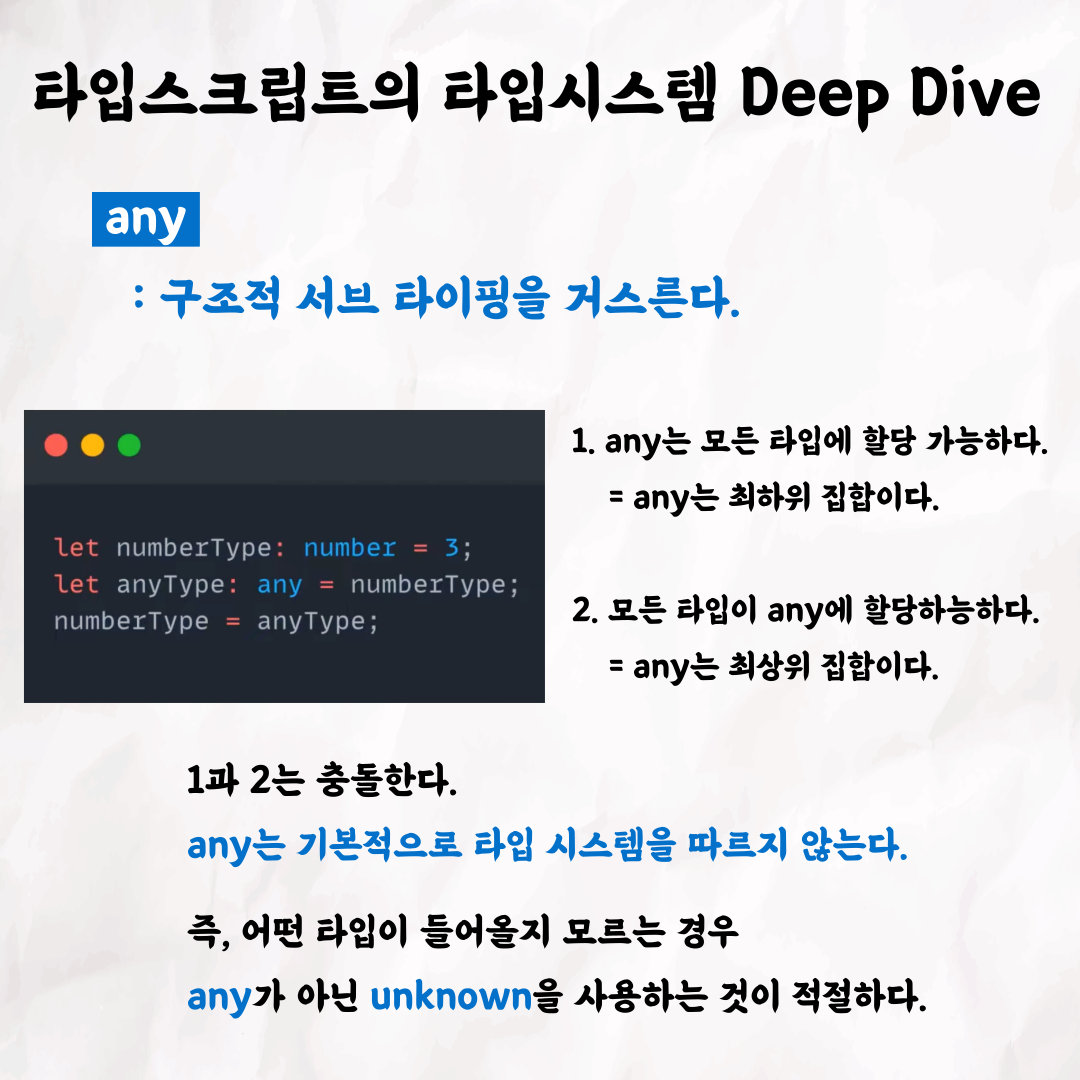 타입스크립트의 타입시스템 Deep Dive
any
: 구조적 서브 타이핑을 거스른다.
let numberType: number = 3;
let anyType: any = numberType;
numberType = anyType;
1. any는 모든 타입에 할당 가능하다.
= any는 최하위 집합이다.
2. 모든 타입이 any에 할당하능하다.
= any는 최상위 집합이다.
1과 2는 충돌한다.
any는 기본적으로 타입 시스템을 따르지 않는다.
즉, 어떤 타입이 들어올지 모르는 경우
any가 아닌 unknown을 사용하는 것이 적절하다.